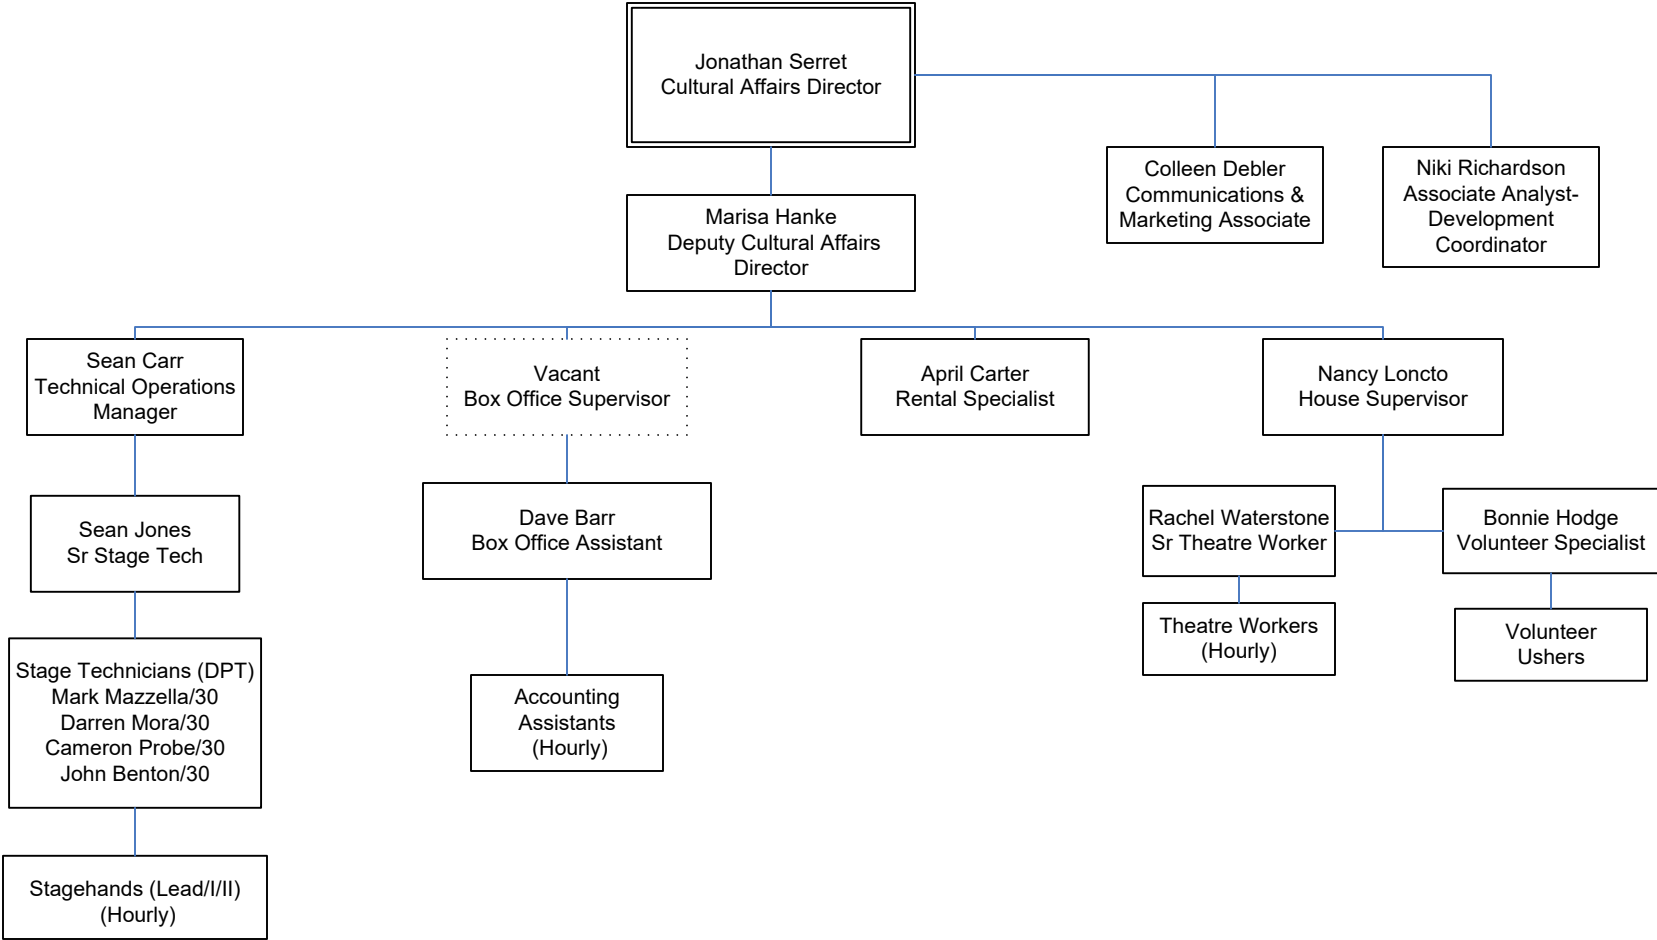 Jonathan Serret
Cultural Affairs Director
Colleen Debler
Communications &
Marketing Associate
Niki Richardson
Associate Analyst-
Development
Coordinator
Marisa Hanke
Deputy Cultural Affairs
Director
Sean Carr
Technical Operations
Manager
Vacant
Box Office Supervisor
April Carter
Rental Specialist
Nancy Loncto
House Supervisor
Sean Jones
Sr Stage Tech
Dave Barr
Box Office Assistant
Rachel Waterstone
Sr Theatre Worker
Bonnie Hodge
Volunteer Specialist
Theatre Workers
(Hourly)
Volunteer
Ushers
Stage Technicians (DPT)
Mark Mazzella/30
Darren Mora/30
Cameron Probe/30
John Benton/30
Accounting
Assistants
(Hourly)
Stagehands (Lead/I/II)
(Hourly)